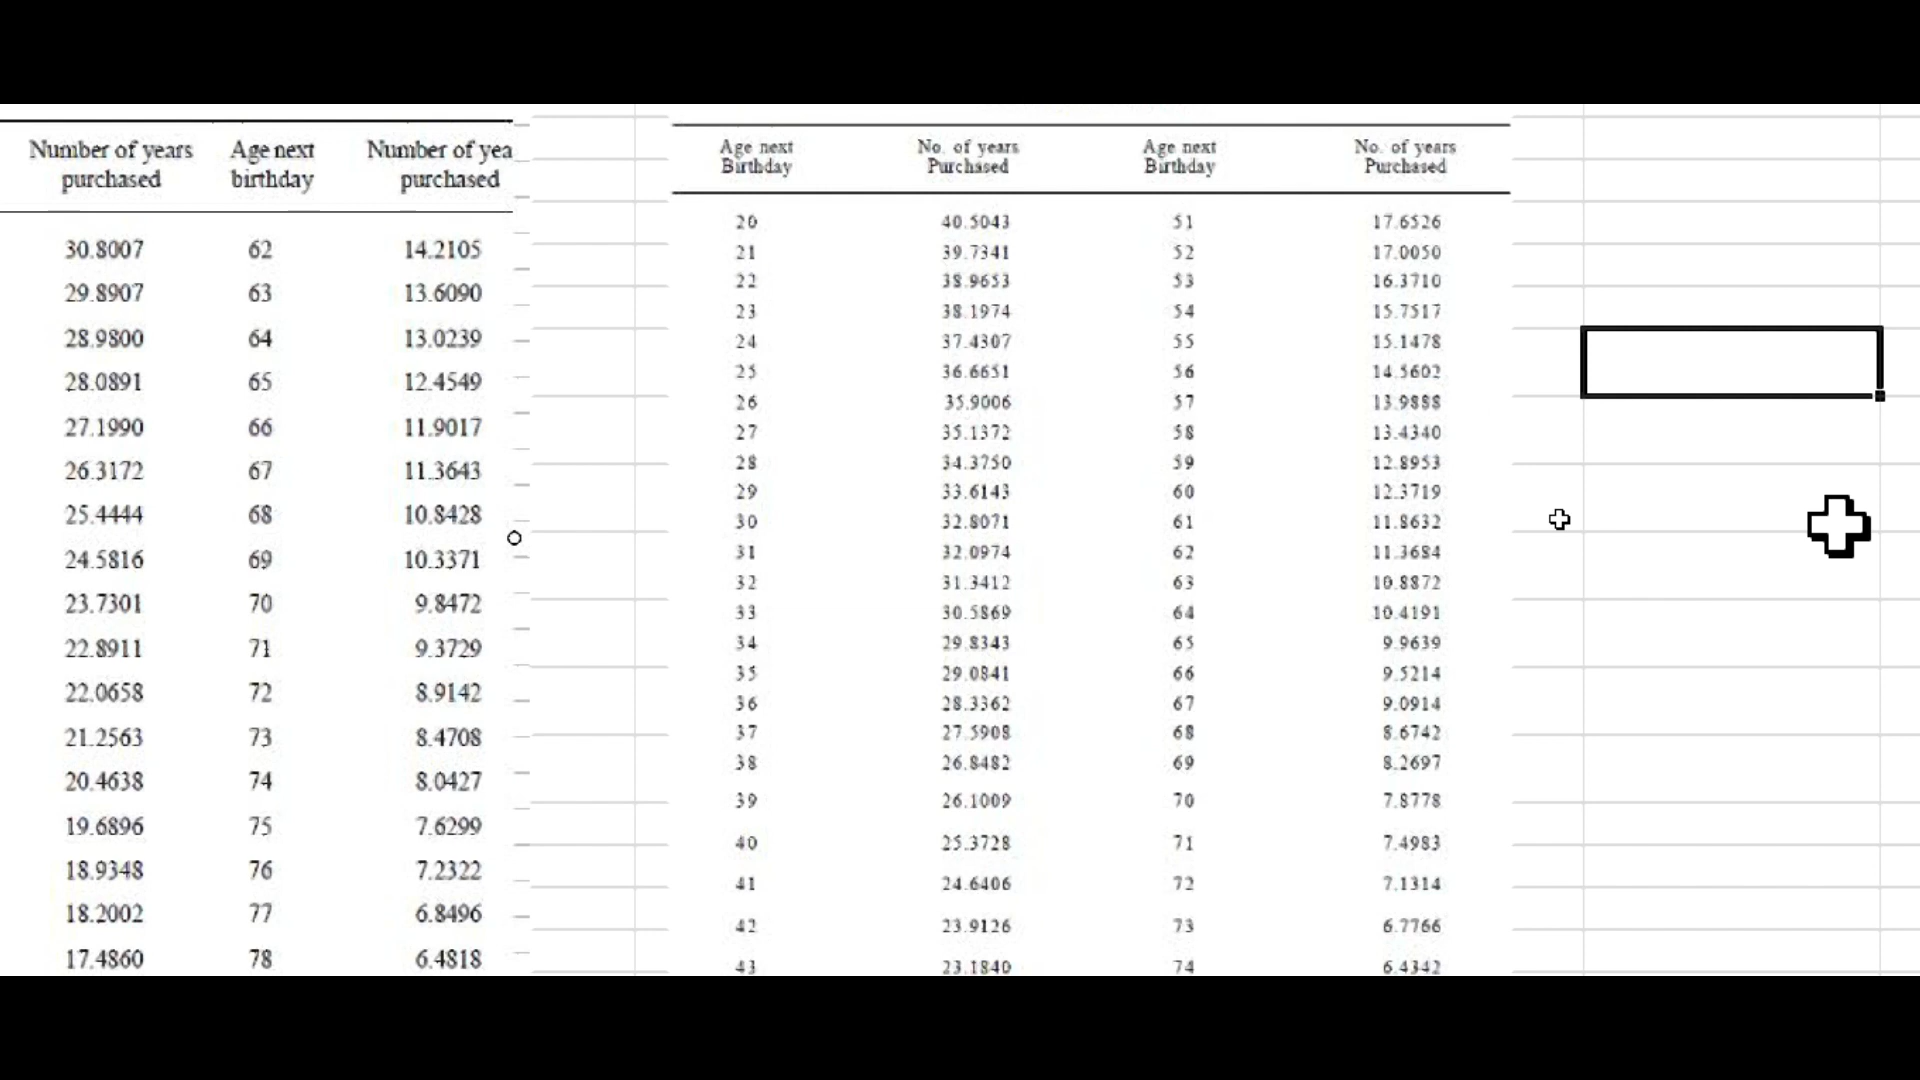 Number of years Age next Number of yea
purchased birthday purchased
30.8007 62 14.2105
29.8907 63 13.6090
28.9800 64 13.0239
28.0891 65 12.4549
27.1990 66 11.9017
26.3172 67 11.3643
25.4444 68 10.8428
24.5816 69 10.3371
23.7301 70 9.8472
22.8911 71 9.3729
22.0658 72 8.9142
21.2563 73 8.4708
20.4638 74 8.0427
19.6896 75 7.6299
18.9348 76 7.2322
18.2002 77 6.8496
17.4860 78 6.4818
Age next No. of years Age next No. of years
Birthday Purchased Birthday Purchased
20 40.5043 51 17.6526
21 39.7341 52 17.0050
22 38.9653 53 16.3710
23 38.1974 54 15.7517
24 37.4307 55 15.1478
25 36.6651 56 14.5602
26 35.9006 57 13.9888
27 35.1372 58 13.4340
28 34.3750 59 12.8953
29 33.6143 60 12.3719
30 32.8071 61 11.8632
31 32.0974 62 11.3684
32 31.3412 63 10.8872
33 30.5869 64 10.4191
34 29.8343 65 9.9639
35 29.0841 66 9.5214
36 28.3362 67 9.0914
37 27.5908 68 8.6742
38 26.8482 69 8.2697
39 26.1009 70 7.8778
40 25.3728 71 7.4983
41 24.6406 72 7.1314
42 23.9126 73 6.7766
43 23.1840 74 6.4342